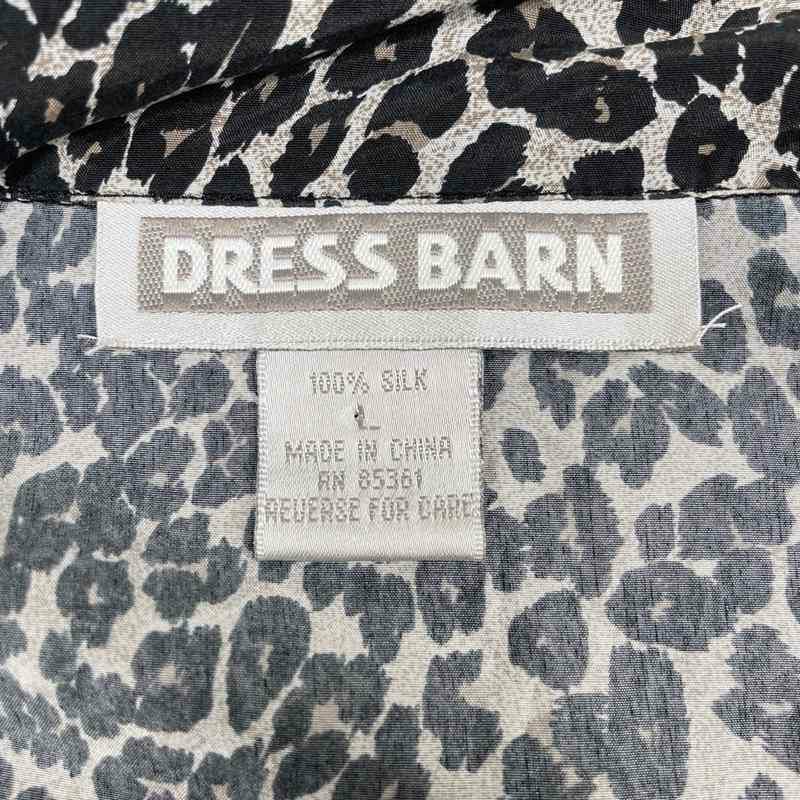 DRESS BARN
100% SILK
L
MADE IN CHINA
RN 85361
REVERSE FOR CARE